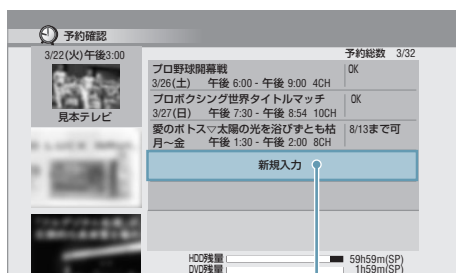 予約確認
3/22(火)午後3:00
見本テレビ
予約総数 3/32
プロ野球開幕戦 OK
3/26(土) 午後 6:00 - 午後 9:00 4CH
プロボクシング世界タイトルマッチ OK
3/27(日) 午後 7:30 - 午後 8:54 10CH
愛のポトス▽太陽の光を浴びずとも枯 8/13まで可
月～金 午後 1:30 - 午後 2:00 8CH
新規入力
HDD残量 59h59m(SP)
DVD残量 1h59m(SP)